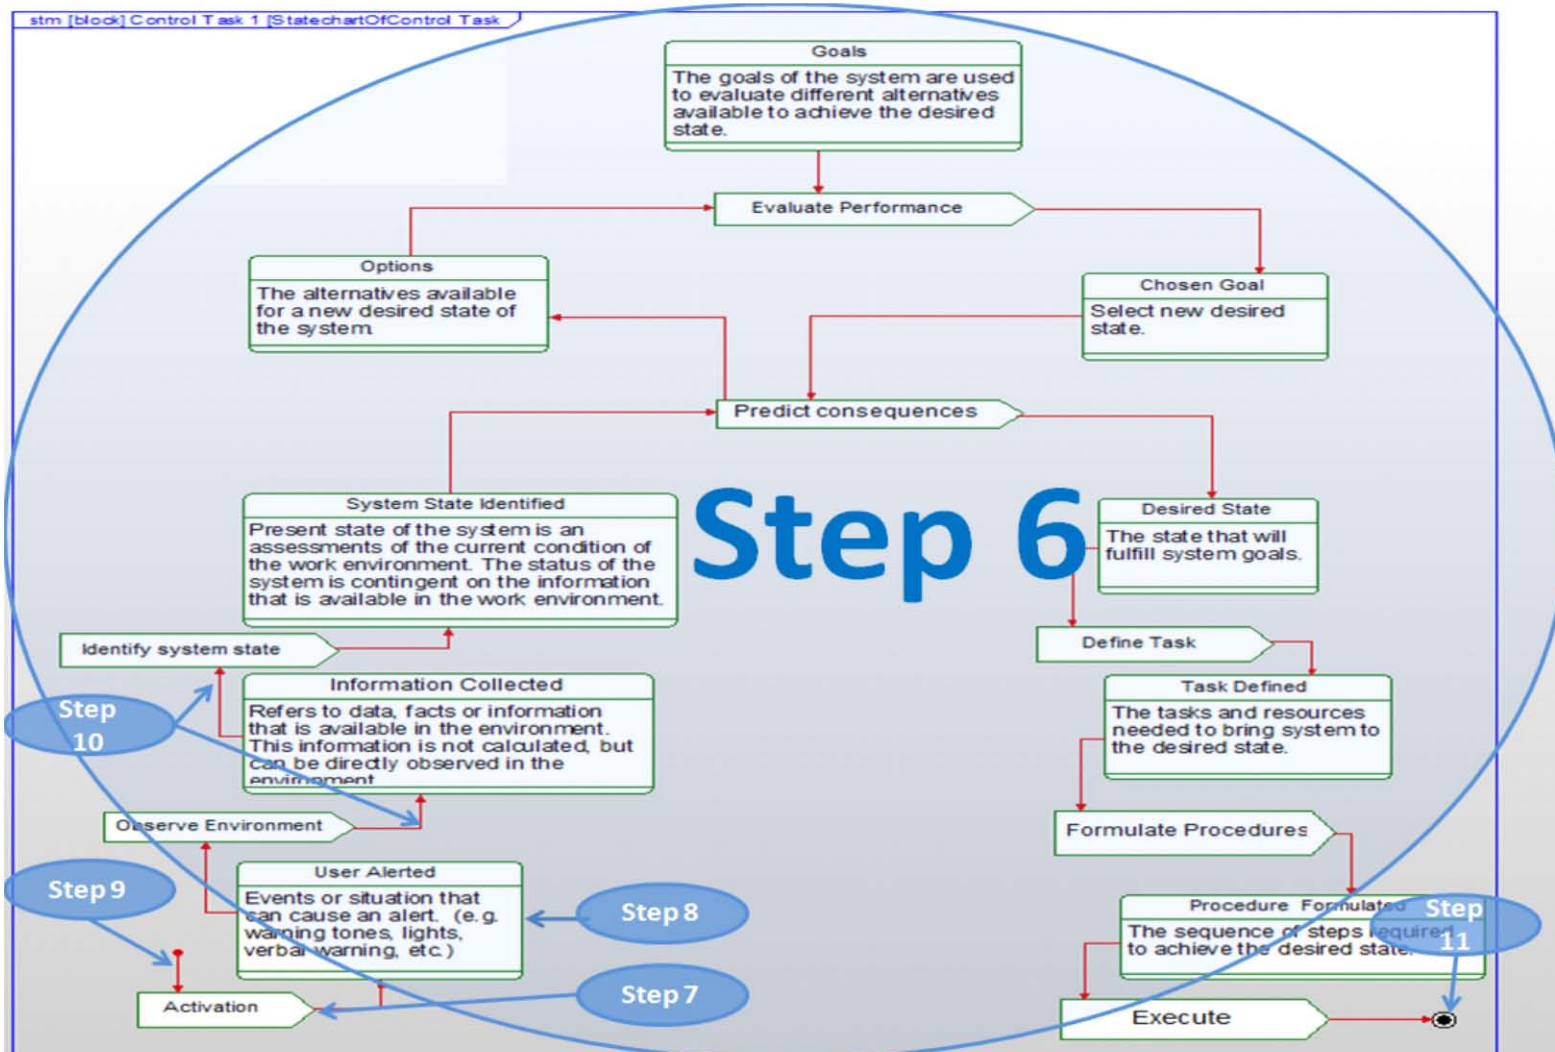 stm [block] Control Task 1 [StatechartOfControl Task
Goals
The goals of the system are used
to evaluate different alternatives
available to achieve the desired
state.
Evaluate Performance
Options
The alternatives available
for a new desired state of
the system.
Chosen Goal
Select new desired
state.
Predict consequences
System State Identified
Present state of the system is an
assessments of the current condition of
the work environment. The status of the
system is contingent on the information
that is available in the work environment.
Step 6
Desired State
The state that will
fulfill system goals.
Identify system state
Define Task
Information Collected
Refers to data, facts or information
that is available in the environment.
This information is not calculated, but
can be directly observed in the
environment
Step
10
Task Defined
The tasks and resources
needed to bring system to
the desired state.
Observe Environment
Formulate Procedures
User Alerted
Events or situation that
can cause an alert. (e.g.
warning tones, lights,
verbal warning, etc.)
Step 9
Step 8
Procedure Formulated
The sequence of steps required
to achieve the desired state.
Step
11
Activation
Step 7
Execute